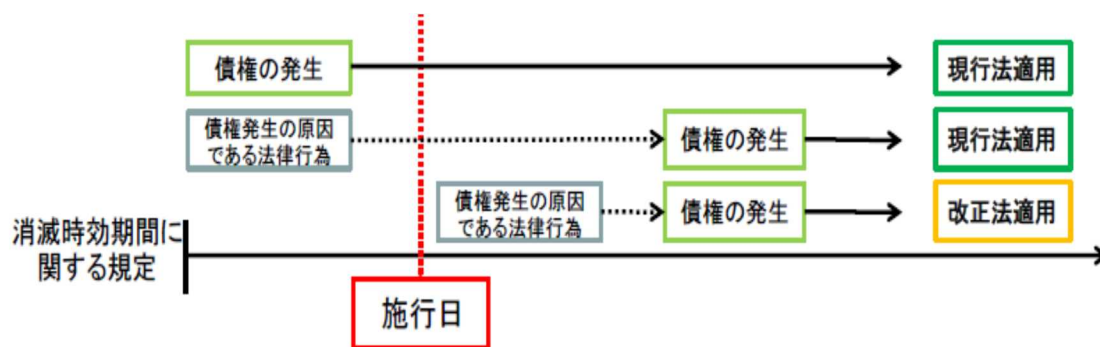 債権の発生
現行法適用
債権発生の原因
である法律行為
債権の発生
現行法適用
債権発生の原因
である法律行為
債権の発生
改正法適用
消滅時効期間に
関する規定
施行日